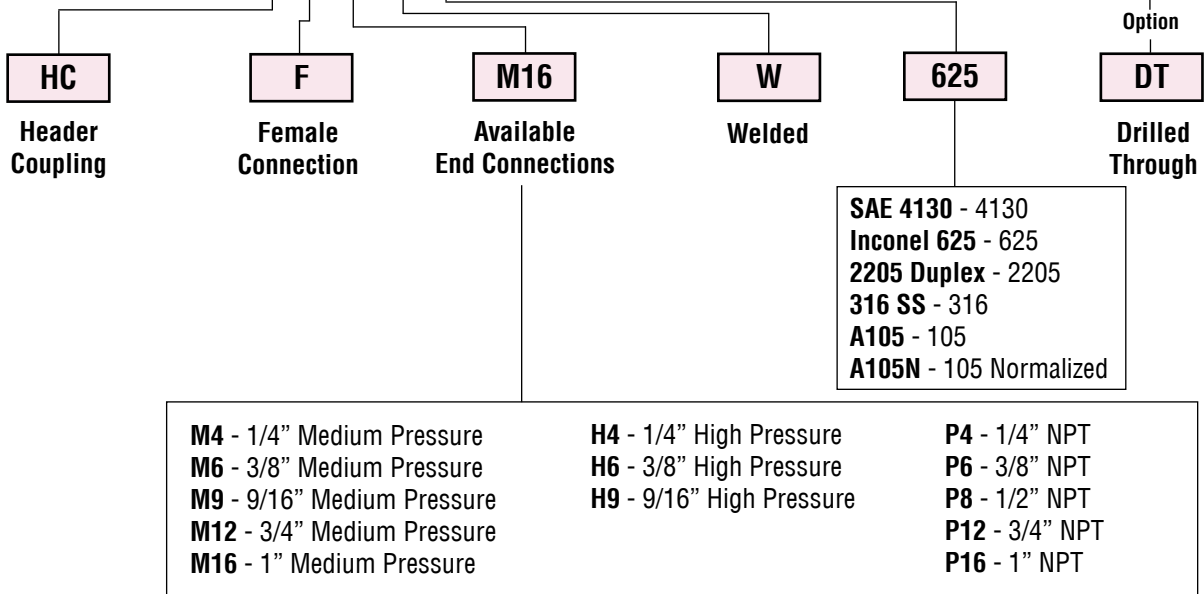 Option
HC
F
M16
W
625
DT
Header
Coupling
Female
Connection
Available
End Connections
Welded
Drilled
Through
SAE 4130 - 4130
Inconel 625 - 625
2205 Duplex - 2205
316 SS - 316
A105 - 105
A105N - 105 Normalized
M4 - 1/4” Medium Pressure
M6 - 3/8” Medium Pressure
M9 - 9/16” Medium Pressure
M12 - 3/4” Medium Pressure
M16 - 1” Medium Pressure
H4 - 1/4” High Pressure
H6 - 3/8” High Pressure
H9 - 9/16” High Pressure
P4 - 1/4” NPT
P6 - 3/8” NPT
P8 - 1/2” NPT
P12 - 3/4” NPT
P16 - 1” NPT